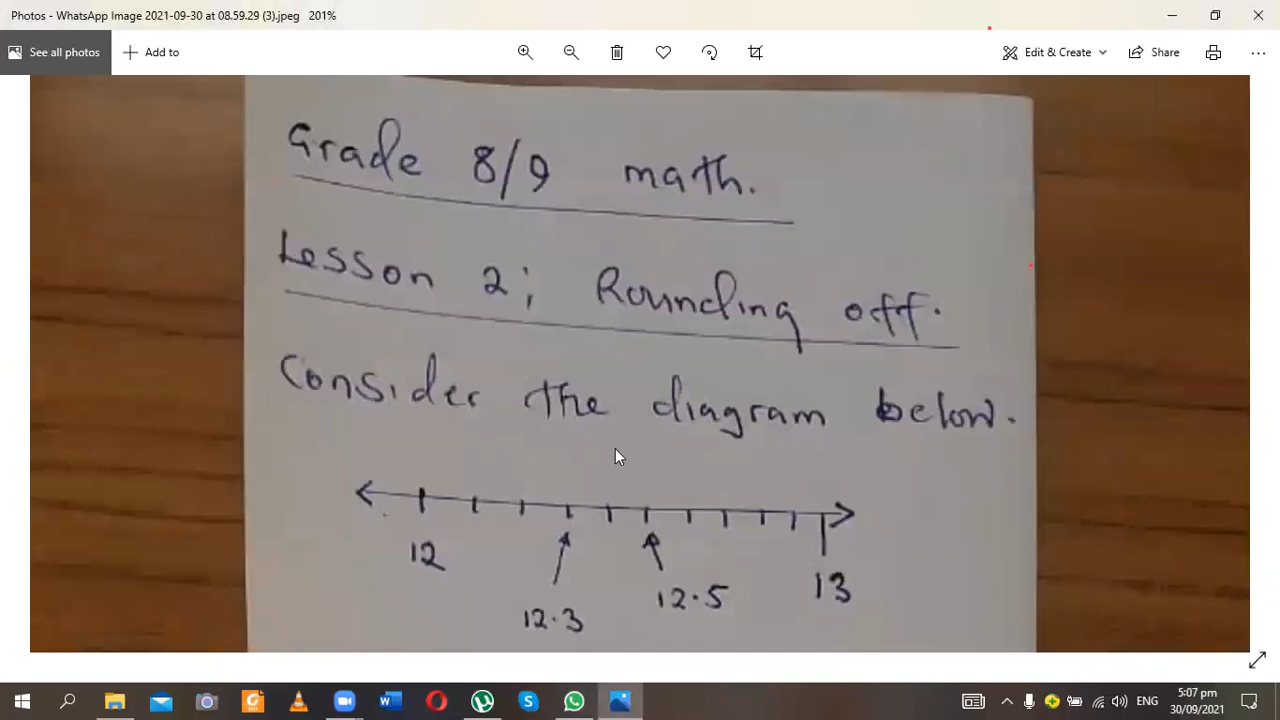 Photos - WhatsApp Image 2021-09-30 at 08.59.29 (3).jpeg 201%
See all photos
Add to
Edit & Create
Share
Grade 8/9 math.
Lesson 2; Rounding off.
Consider the diagram below.
12
13
12.5
12.3
ENG
5:07 pm
30/09/2021